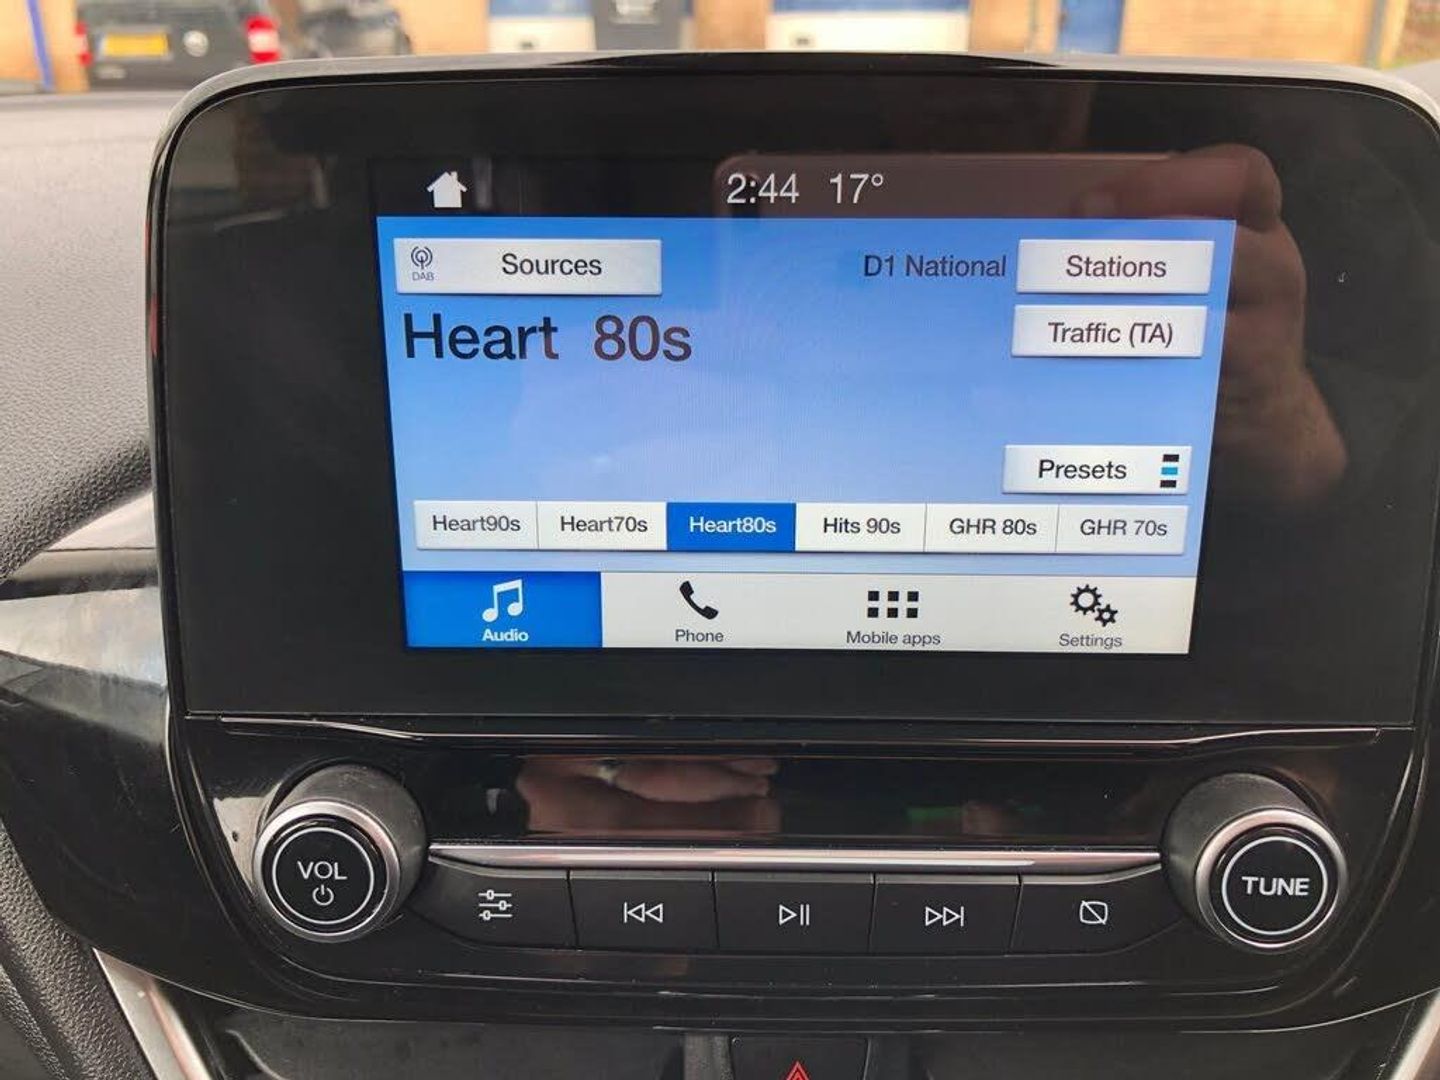 2:44 17°
DAB Sources D1 National Stations
Heart 80s Traffic (TA)
Presets
Heart90s Heart70s Heart80s Hits 90s GHR 80s GHR 70s
Audio Phone Mobile apps Settings
VOL TUNE